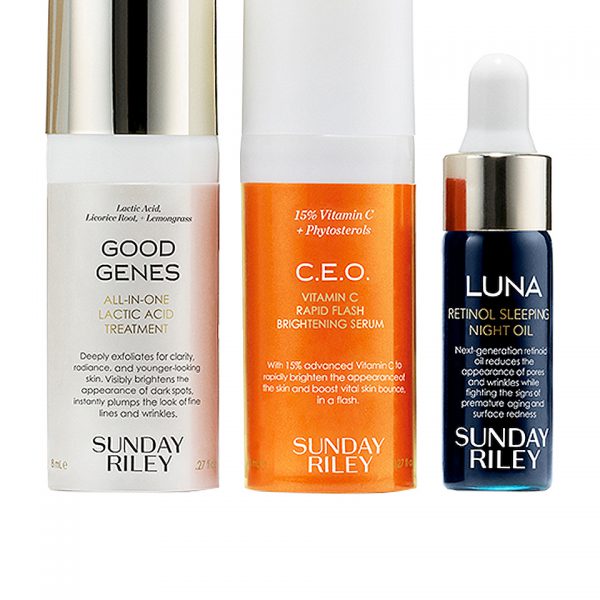 Lactic Acid,
Licorice Root, + Lemongrass
GOOD
GENES
ALL-IN-ONE
LACTIC ACID
TREATMENT
Deeply exfoliates for clarity,
radiance, and younger-looking
skin. Visibly brightens the
appearance of dark spots,
instantly plumps the look of fine
lines and wrinkles.
SUNDAY
RILEY
8 mL e
.27 fl
15% Vitamin C
+ Phytosterols
C.E.O.
VITAMIN C
RAPID FLASH
BRIGHTENING SERUM
With 15% advanced Vitamin C to
rapidly brighten the appearance of
the skin and boost vital skin bounce,
in a flash.
SUNDAY
RILEY
.27 fl
LUNA
RETINOL SLEEPING
NIGHT OIL
Next-generation retinoid
oil reduces the
appearance of pores
and wrinkles while
fighting the signs of
premature aging and
surface redness
SUNDAY
RILEY